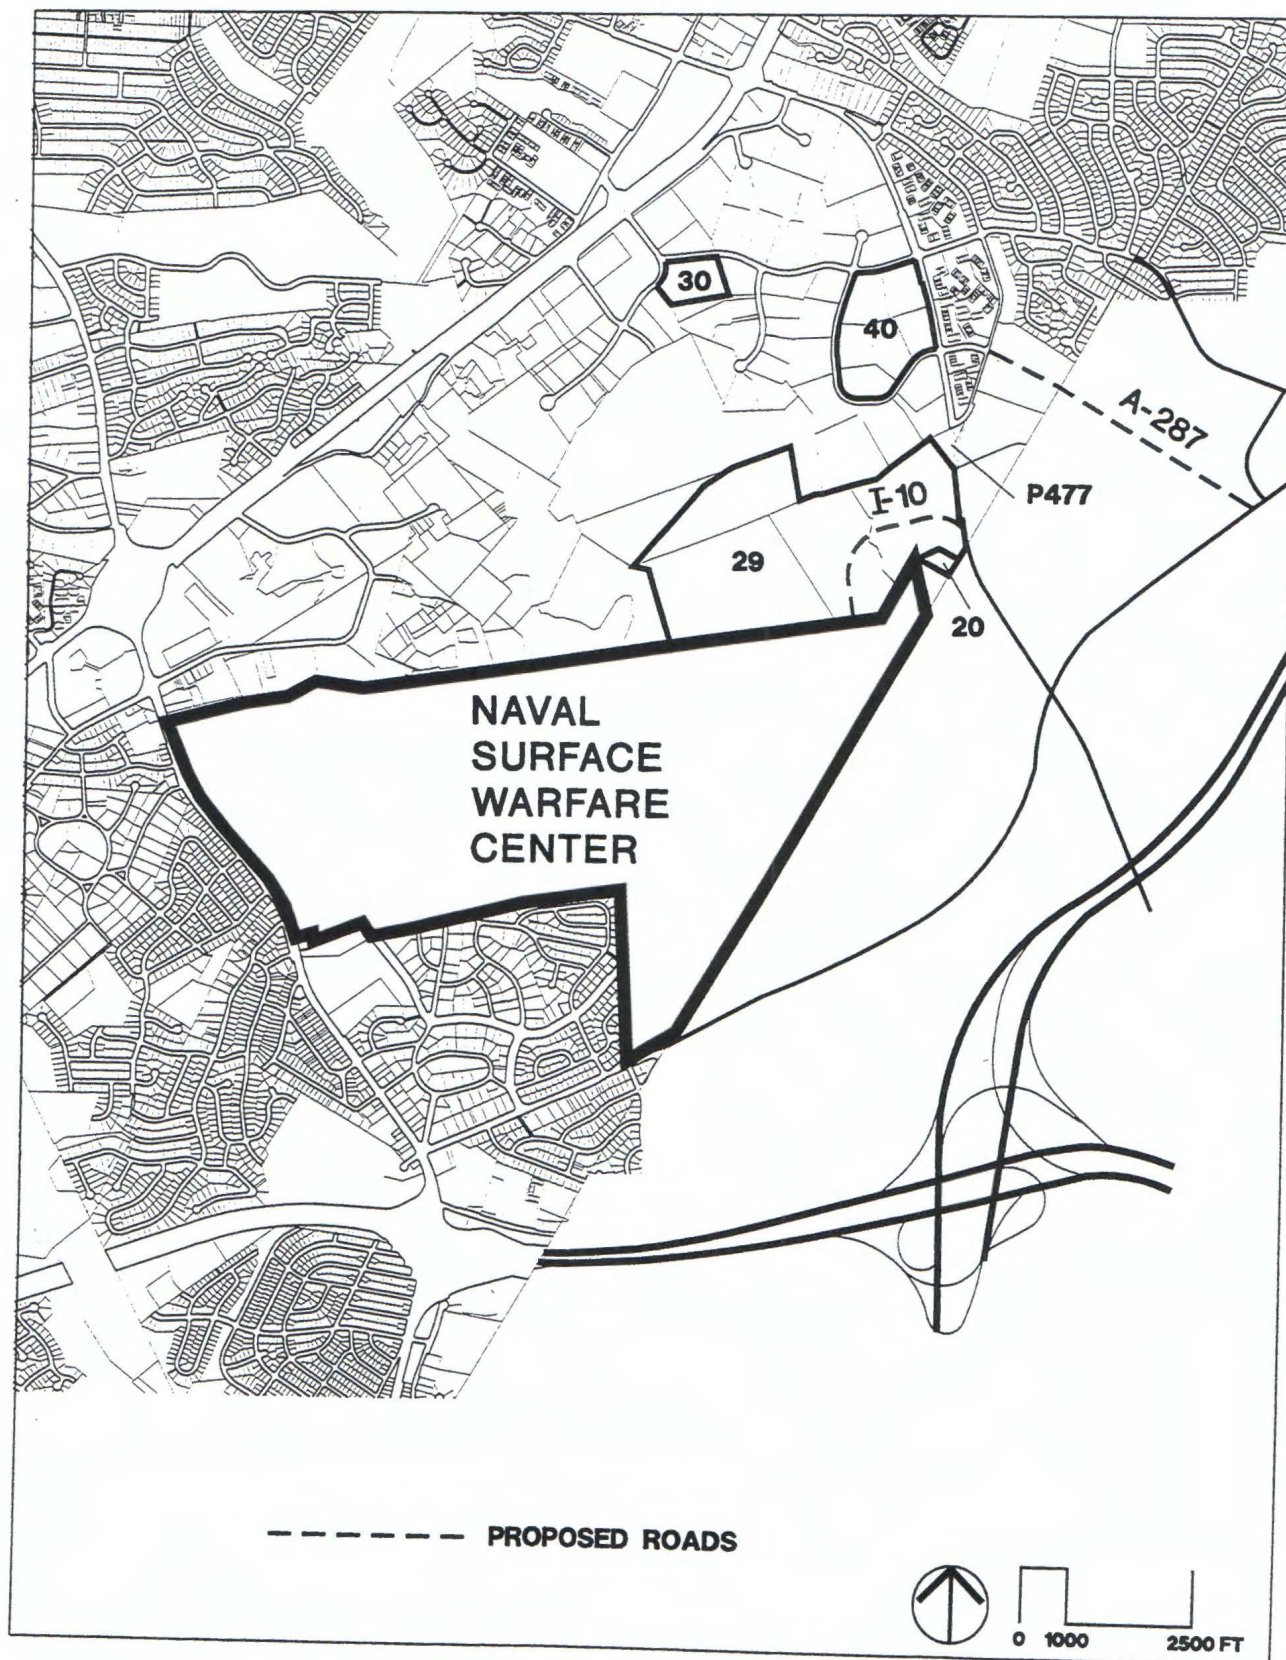 30
40
A-287
I-10
P477
29
20
NAVAL
SURFACE
WARFARE
CENTER
PROPOSED ROADS
0 1000 2500 FT